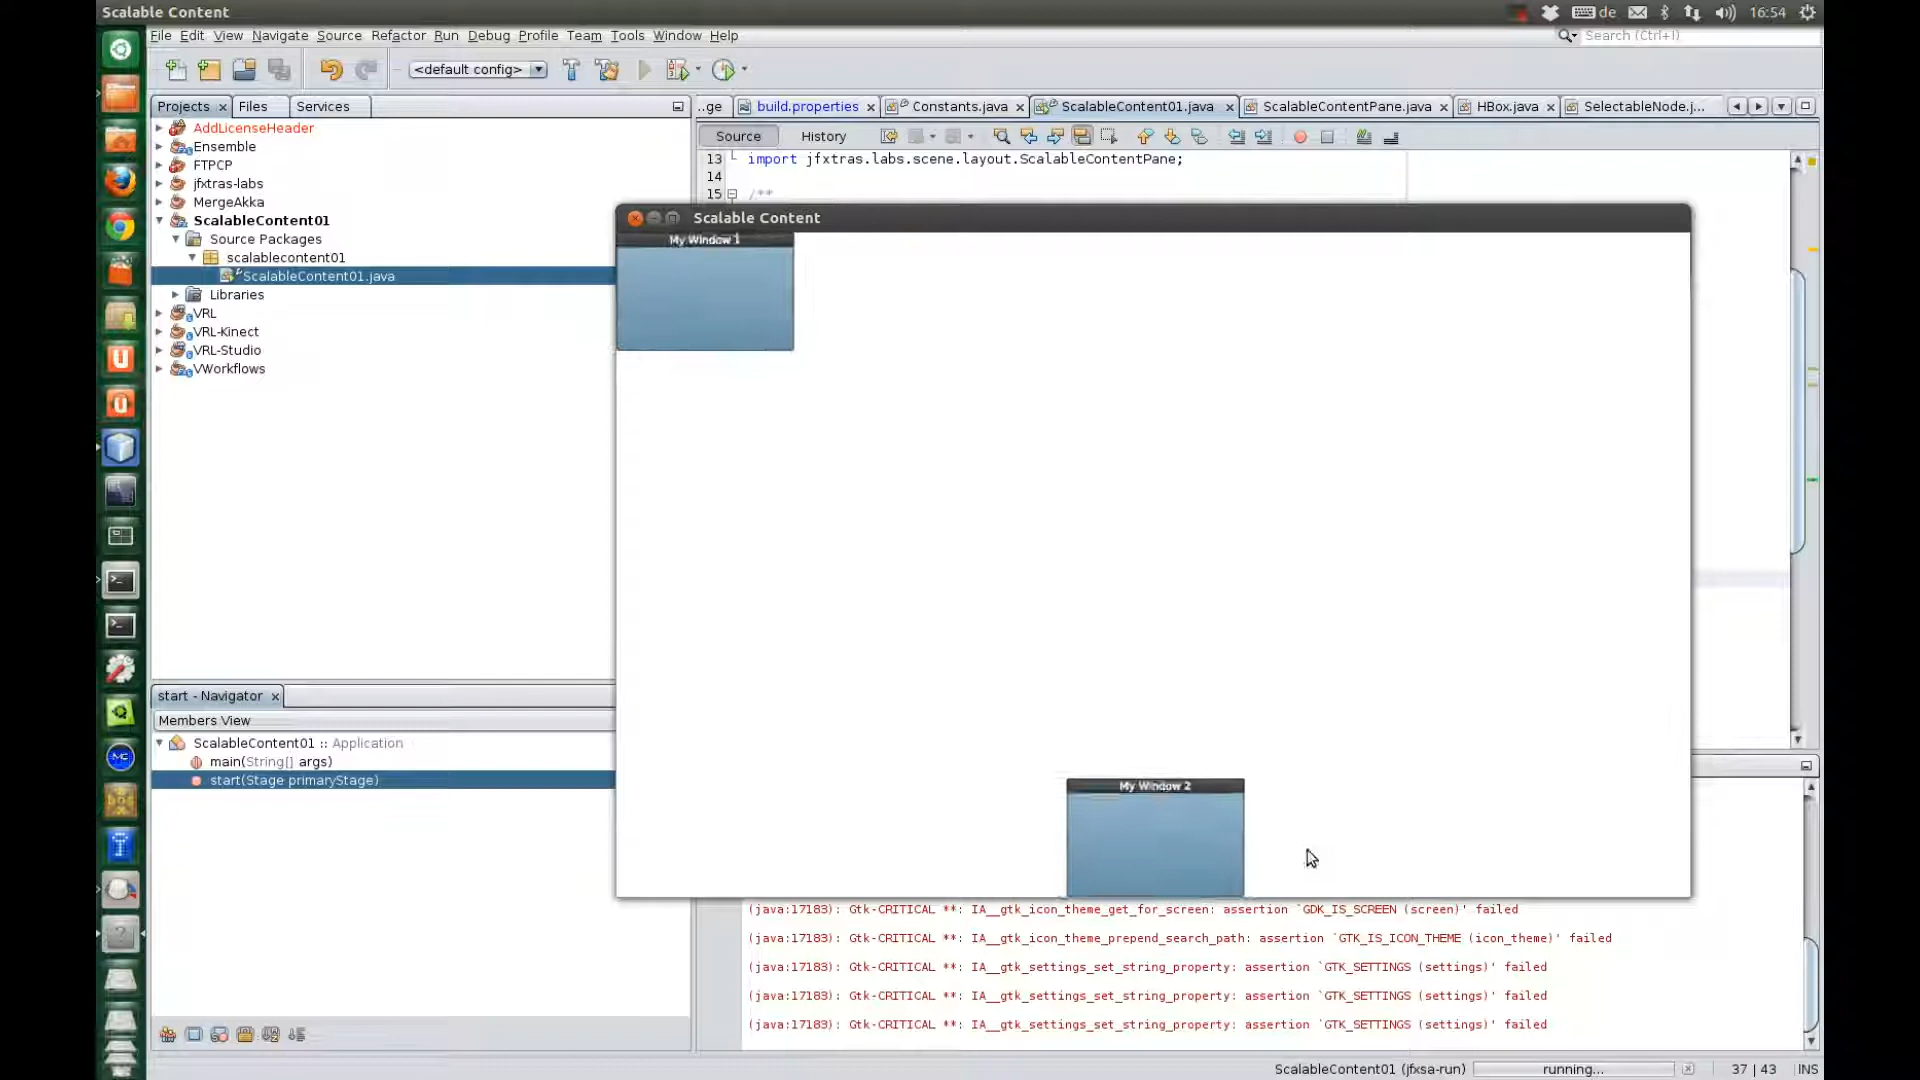 Scalable Content
de
16:54
File Edit View Navigate Source Refactor Run Debug Profile Team Tools Window Help
Search (Ctrl+I)
<default config>
Projects
Files
Services
..ge
build.properties
Constants.java
ScalableContent01.java
ScalableContentPane.java
HBox.java
SelectableNode.j...
Source
History
AddLicenseHeader
Ensemble
FTPCP
jfxtras-labs
MergeAkka
ScalableContent01
Source Packages
scalablecontent01
ScalableContent01.java
Libraries
VRL
VRL-Kinect
VRL-Studio
VWorkflows
13 import jfxtras.labs.scene.layout.ScalableContentPane;
14
15 /**
Scalable Content
My Window 1
My Window 2
start - Navigator
Members View
ScalableContent01 :: Application
main(String[] args)
start(Stage primaryStage)
(java:17183): Gtk-CRITICAL **: IA__gtk_icon_theme_get_for_screen: assertion `GDK_IS_SCREEN (screen)' failed
(java:17183): Gtk-CRITICAL **: IA__gtk_icon_theme_prepend_search_path: assertion `GTK_IS_ICON_THEME (icon_theme)' failed
(java:17183): Gtk-CRITICAL **: IA__gtk_settings_set_string_property: assertion `GTK_SETTINGS (settings)' failed
(java:17183): Gtk-CRITICAL **: IA__gtk_settings_set_string_property: assertion `GTK_SETTINGS (settings)' failed
(java:17183): Gtk-CRITICAL **: IA__gtk_settings_set_string_property: assertion `GTK_SETTINGS (settings)' failed
ScalableContent01 (jfxsa-run)
running...
37 | 43
INS